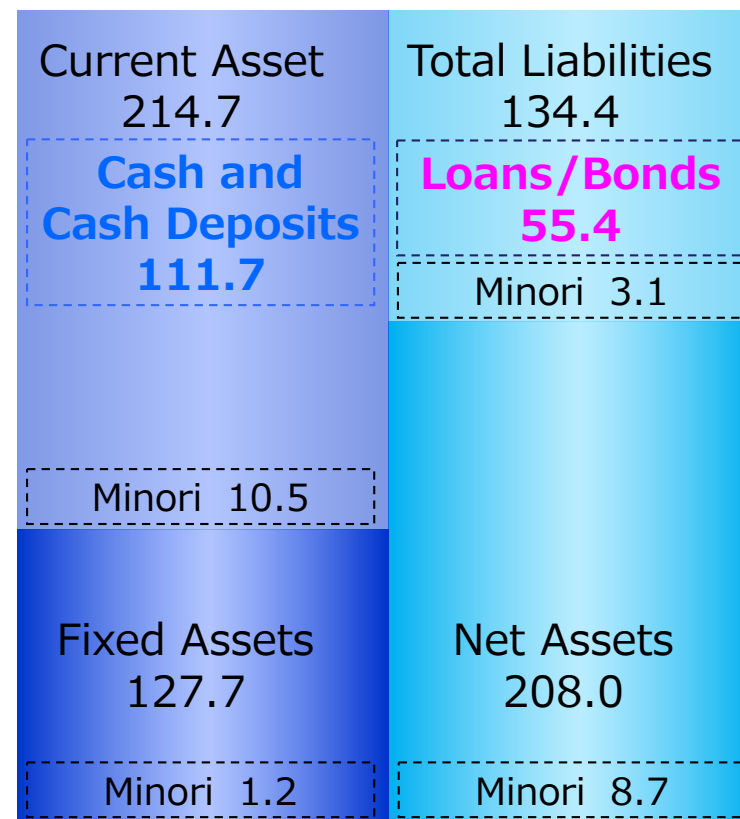 Current Asset
214.7
Cash and
Cash Deposits
111.7
Minori 10.5
Fixed Assets
127.7
Minori 1.2
Total Liabilities
134.4
Loans/Bonds
55.4
Minori 3.1
Net Assets
208.0
Minori 8.7